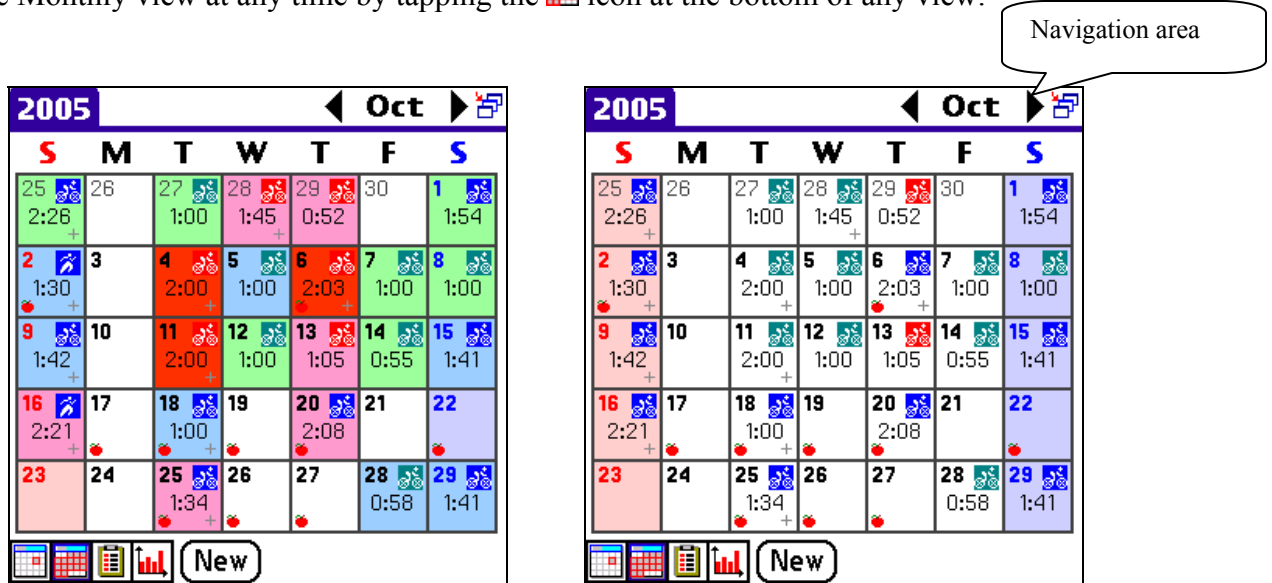 e Monthly view at any time by tapping the icon at the bottom of any view.
Navigation area
2005 Oct
S M T W T F S
25 26 27 28 29 30 1
2:26 1:00 1:45 0:52 1:54
2 3 4 5 6 7 8
1:30 2:00 1:00 2:03 1:00 1:00
9 10 11 12 13 14 15
1:42 2:00 1:00 1:05 0:55 1:41
16 17 18 19 20 21 22
2:21 1:00 2:08
23 24 25 26 27 28 29
1:34 0:58 1:41
New
2005 Oct
S M T W T F S
25 26 27 28 29 30 1
2:26 1:00 1:45 0:52 1:54
2 3 4 5 6 7 8
1:30 2:00 1:00 2:03 1:00 1:00
9 10 11 12 13 14 15
1:42 2:00 1:00 1:05 0:55 1:41
16 17 18 19 20 21 22
2:21 1:00 2:08
23 24 25 26 27 28 29
1:34 0:58 1:41
New